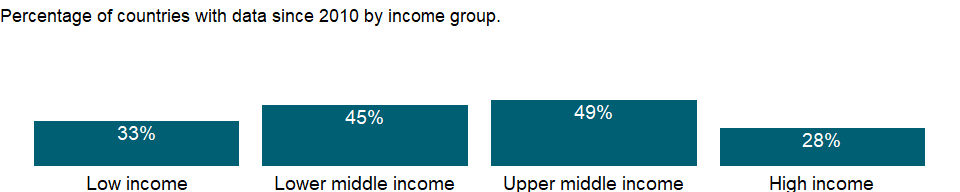 Percentage of countries with data since 2010 by income group.
33%
45%
49%
28%
Low income
Lower middle income
Upper middle income
High income